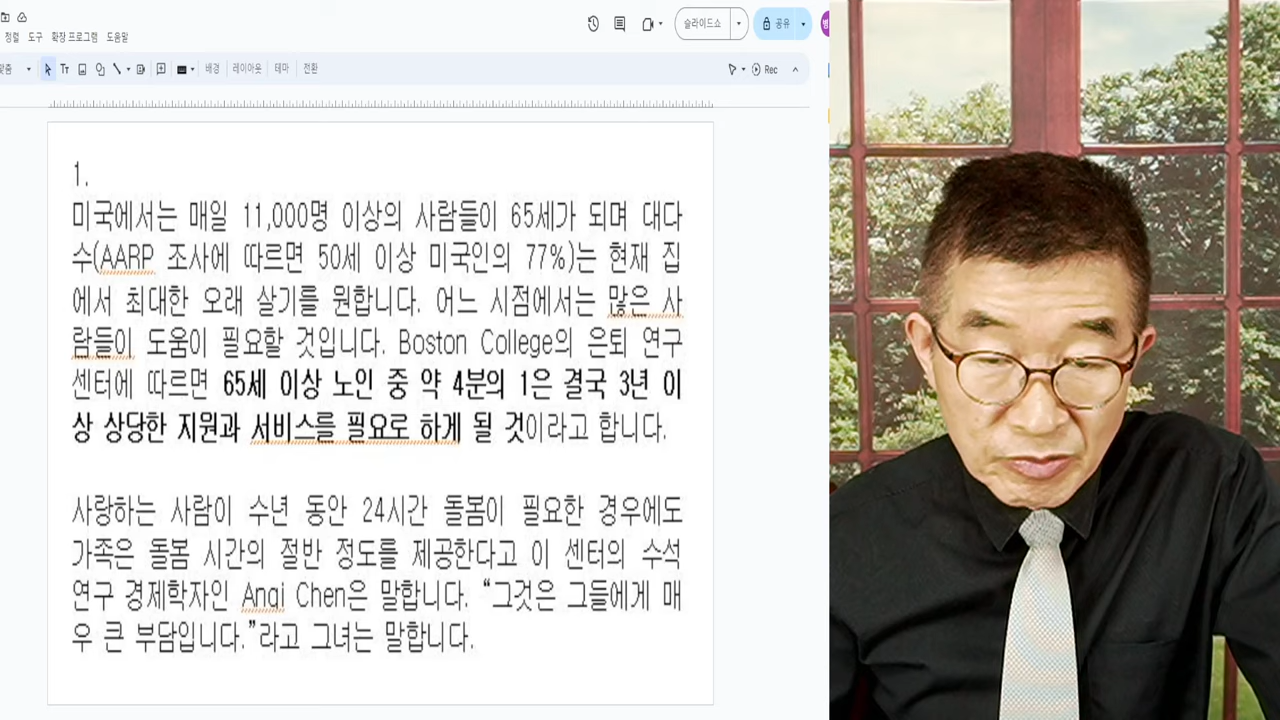 정렬 도구 확장 프로그램 도움말
슬라이드쇼
공유
맞춤 Tr 배경 레이아웃 테마 전환
Rec
1.
미국에서는 매일 11,000명 이상의 사람들이 65세가 되며 대다
수(AARP 조사에 따르면 50세 이상 미국인의 77%)는 현재 집
에서 최대한 오래 살기를 원합니다. 어느 시점에서는 많은 사
람들이 도움이 필요할 것입니다. Boston College의 은퇴 연구
센터에 따르면 65세 이상 노인 중 약 4분의 1은 결국 3년 이
상 상당한 지원과 서비스를 필요로 하게 될 것이라고 합니다.
사랑하는 사람이 수년 동안 24시간 돌봄이 필요한 경우에도
가족은 돌봄 시간의 절반 정도를 제공한다고 이 센터의 수석
연구 경제학자인 Anqi Chen은 말합니다. “그것은 그들에게 매
우 큰 부담입니다.”라고 그녀는 말합니다.